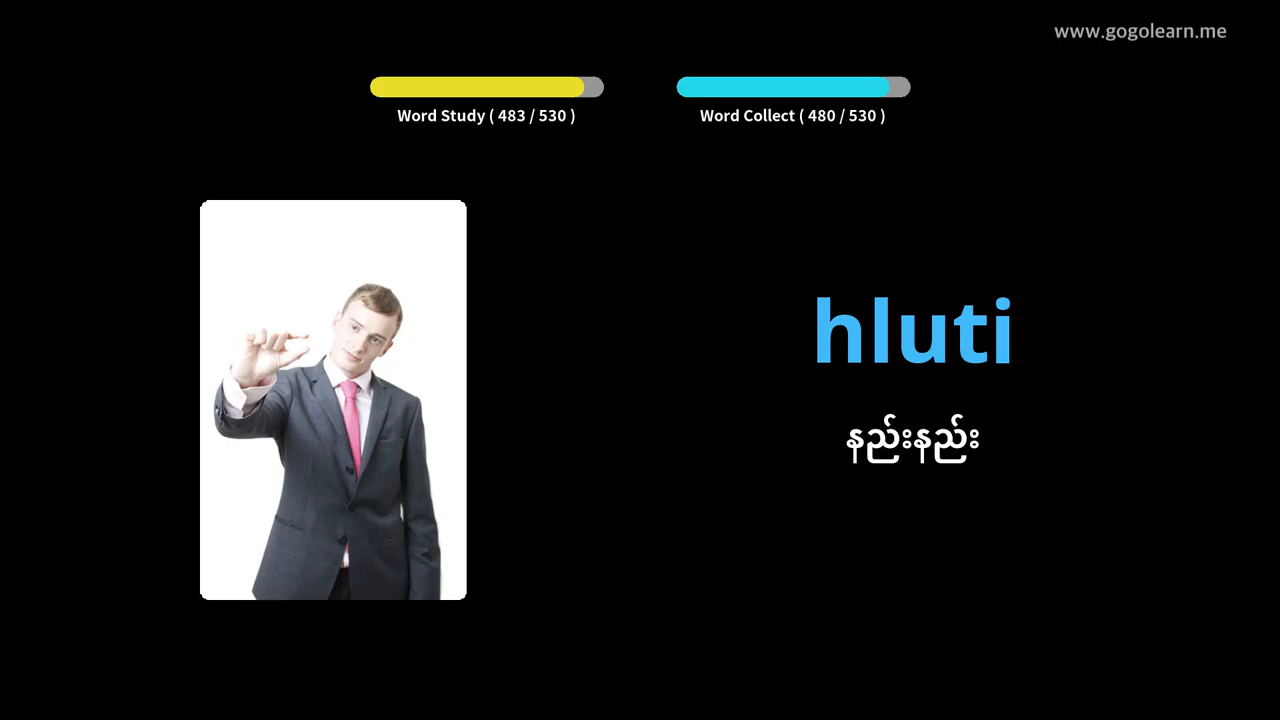 www.gogolearn.me
Word Study ( 483 / 530 )
Word Collect ( 480 / 530 )
hluti
နည်းနည်း